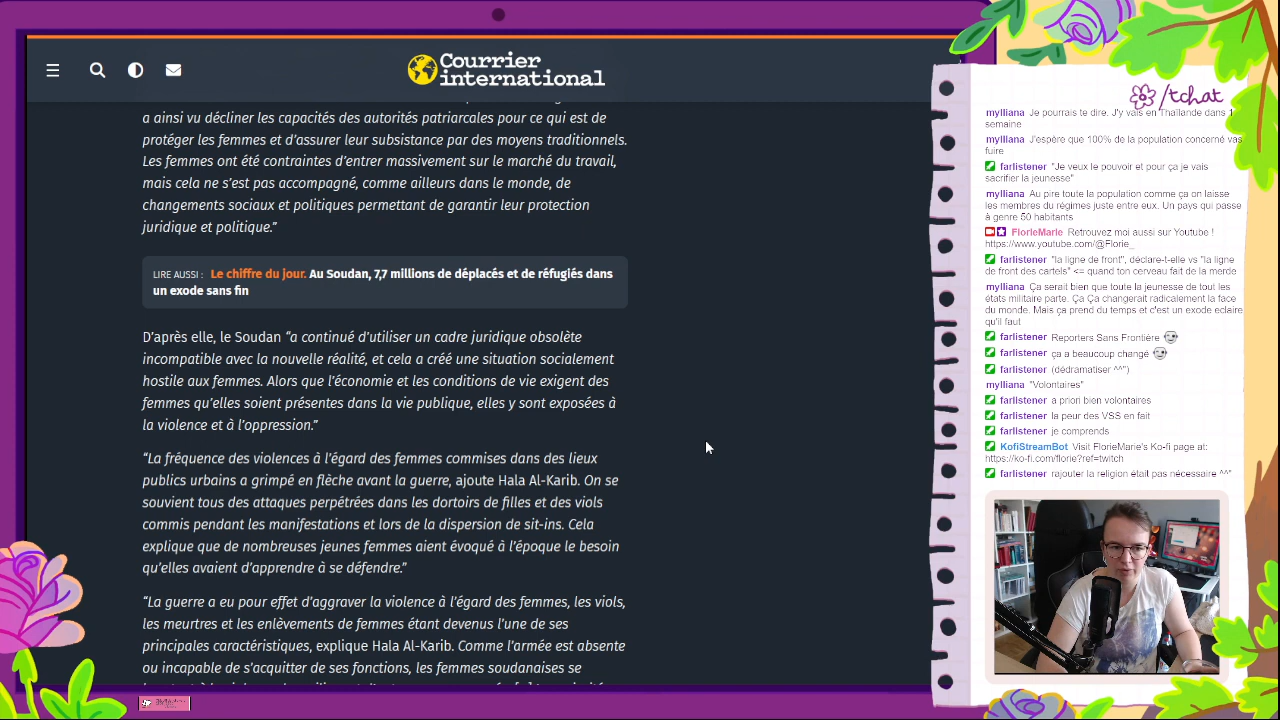 Courrier
international
a ainsi vu décliner les capacités des autorités patriarcales pour ce qui est de
protéger les femmes et d'assurer leur subsistance par des moyens traditionnels.
Les femmes ont été contraintes d'entrer massivement sur le marché du travail,
mais cela ne s'est pas accompagné, comme ailleurs dans le monde de
changements sociaux et politiques permettant de garantir leur protection
juridique et politique.”
LIRE AUSSI : Le chiffre du jour. Au Soudan, 7,7 millions de déplacés et de réfugiés dans
un exode sans fin
D'après elle, le Soudan “a continué d'utiliser un cadre juridique obsolète
incompatible avec la nouvelle réalité, et cela a créé une situation socialement
hostile aux femmes. Alors que l'économie et les conditions de vie exigent des
femmes qu'elles soient présentes dans la vie publique, elles y sont exposées à
la violence et à l'oppression.”
“La fréquence des violences à l'égard des femmes commises dans des lieux
publics urbains a grimpé en flèche avant la guerre, ajoute Hala Al-Karib. On se
souvient tous des attaques perpétrées dans les dortoirs de filles et des viols
commis pendant les manifestations et lors de la dispersion de sit-ins. Cela
explique que de nombreuses jeunes femmes aient évoqué à l'époque le besoin
qu'elles avaient d'apprendre à se défendre.”
“La guerre a eu pour effet d'aggraver la violence à l'égard des femmes, les viols,
les meurtres et les enlèvements de femmes étant devenus l'une de ses
principales caractéristiques, explique Hala Al-Karib. Comme l'armée est absente
ou incapable de s'acquitter de ses fonctions, les femmes soudanaises se
/tchat
mylliana Je pourrais te dire. J'y vais en Thaïlande dans 1
semaine
mylliana J'espère que 100% de la population concerné vas
fuire
farlistener "Je veux le pouvoir et pour ça je vais
sacrifier la jeunesse"
mylliana Au pire toute la population comme ça on laisse
les membres du régimes juste entre eux. Un pays qui passe
à genre 50 habitants
FlorieMarie Retrouvez moi aussi sur Youtube !
https://www.youtube.com/@Florie_
farlistener "la ligne de front", déclare-t-elle vs "la ligne
de front des cartels" <= quand ton cerveau fait de la merde
mylliana Ça serait bien que toute la jeunesse de tout les
états militaire parte. Ça Ça changerait radicalement la face
du monde. Mais ça prend du temps et c'est un exode eclaire
qu'il faut
farlistener Reporters Sans Frontière
farlistener ça a beaucoup changé
farlistener (dédramatiser ^^")
mylliana "Volontaires"
farlistener a priori bien volontaires
farlistener la peur des VSS en fait
farlistener je comprends
KofiStreamBot Visit FlorieMarie's Ko-fi page at:
https://ko-fi.com/florie?ref=twitch
farlistener rajouter la religion était pas nécessaire ^^"